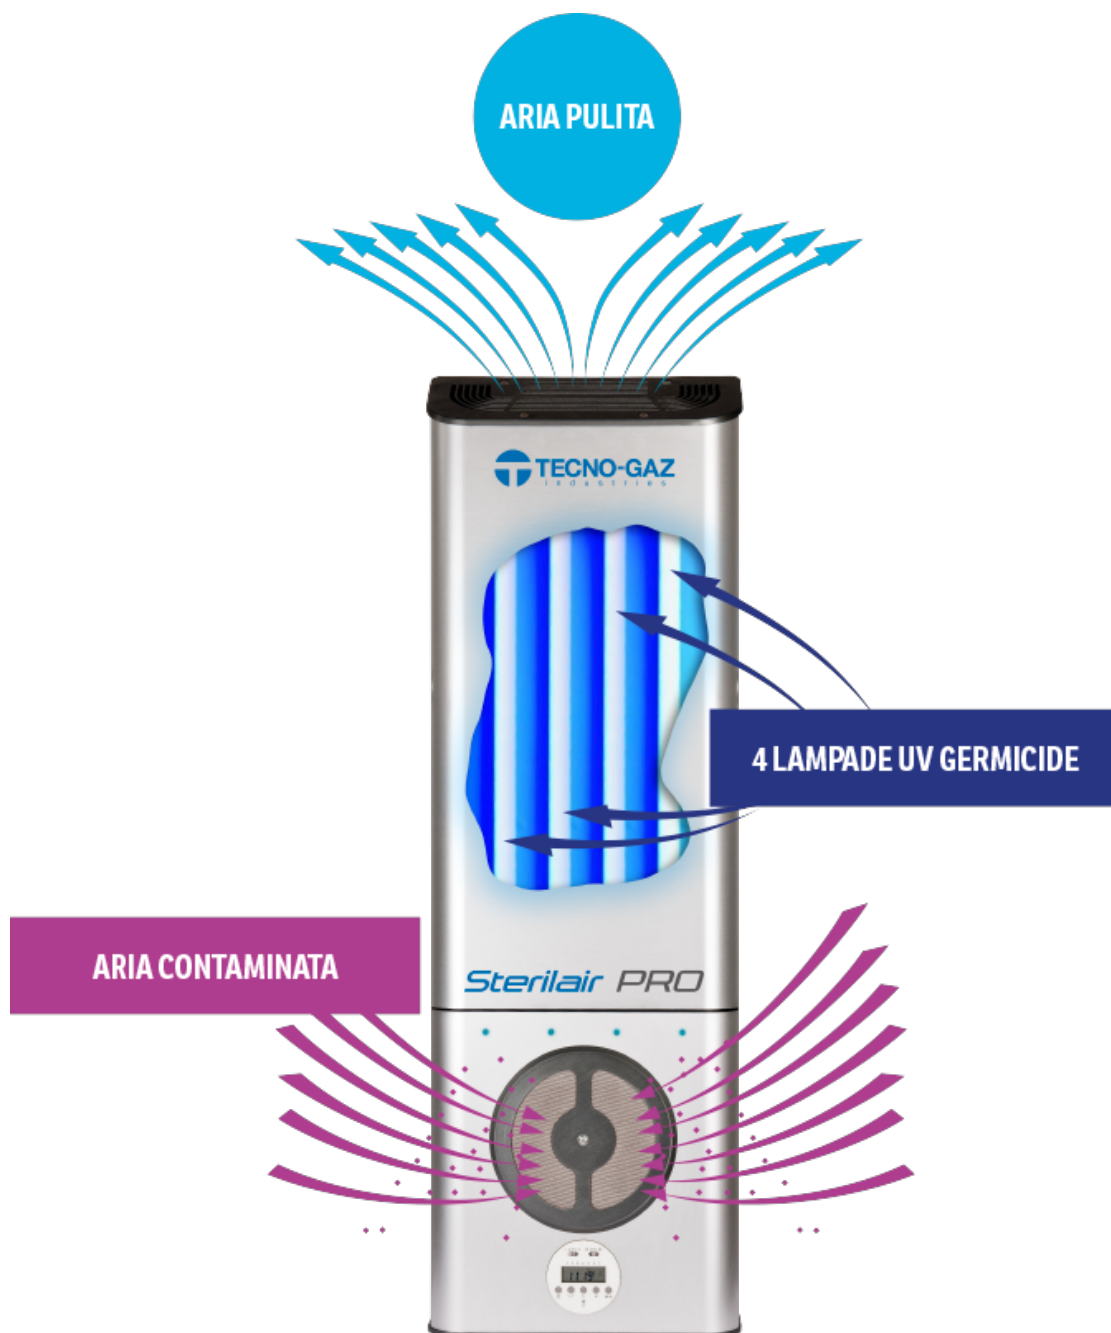 ARIA PULITA
TECNO-GAZ
industries
4 LAMPADE UV GERMICIDE
ARIA CONTAMINATA
Sterilair PRO